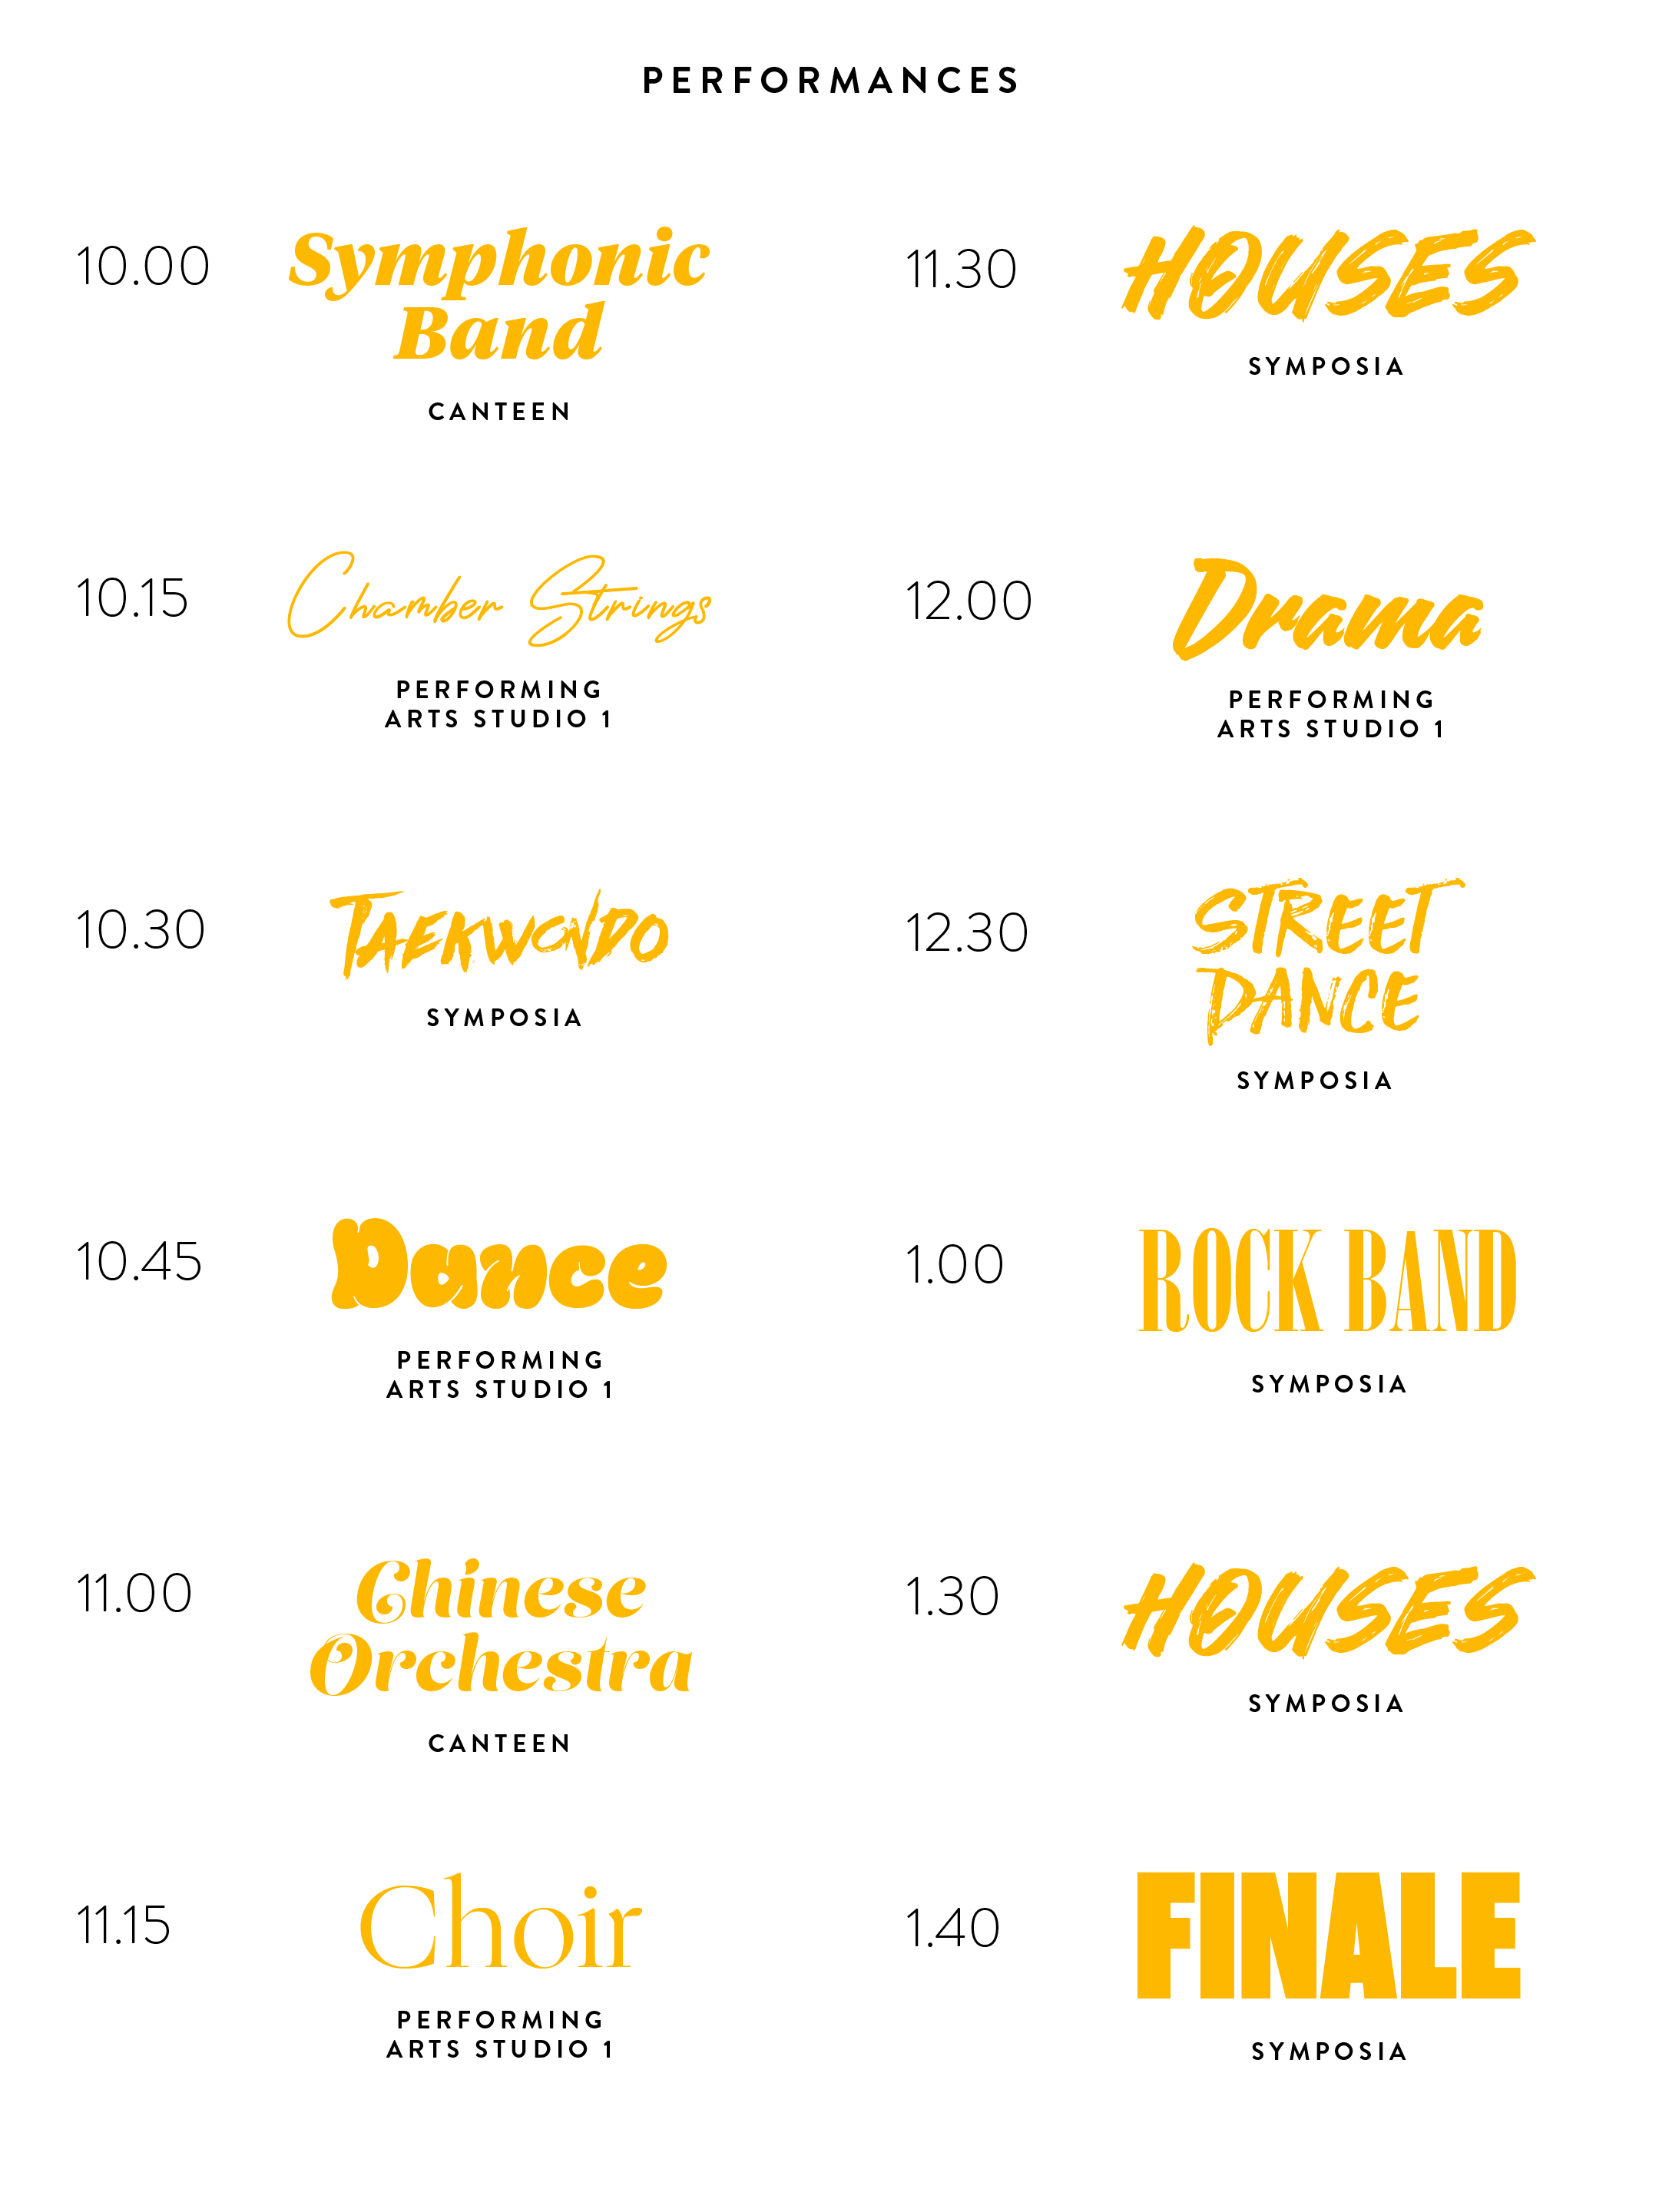 PERFORMANCES
10.00
Symphonic
Band
CANTEEN
10.15
Chamber Strings
PERFORMING
ARTS STUDIO 1
10.30
TAEKWONDO
SYMPOSIA
10.45
Dance
PERFORMING
ARTS STUDIO 1
11.00
Chinese
Orchestra
CANTEEN
11.15
Choir
PERFORMING
ARTS STUDIO 1
11.30
HOUSES
SYMPOSIA
12.00
Drama
PERFORMING
ARTS STUDIO 1
12.30
STREET
DANCE
SYMPOSIA
1.00
ROCK BAND
SYMPOSIA
1.30
HOUSES
SYMPOSIA
1.40
FINALE
SYMPOSIA